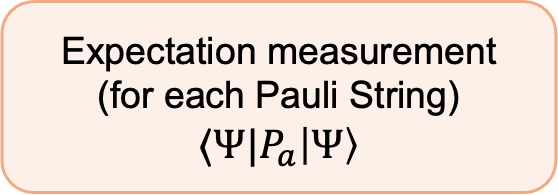 Expectation measurement
(for each Pauli String)
⟨Ψ|Pₐ|Ψ⟩